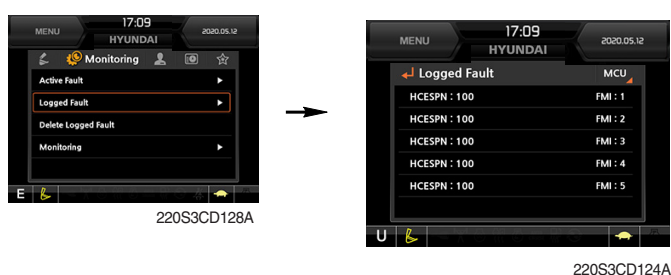 MENU 17:09 2020.05.12
HYUNDAI
Monitoring
Active Fault
Logged Fault
Delete Logged Fault
Monitoring
E
220S3CD128A
MENU 17:09 2020.05.12
HYUNDAI
Logged Fault MCU
HCESPN : 100 FMI : 1
HCESPN : 100 FMI : 2
HCESPN : 100 FMI : 3
HCESPN : 100 FMI : 4
HCESPN : 100 FMI : 5
U
220S3CD124A